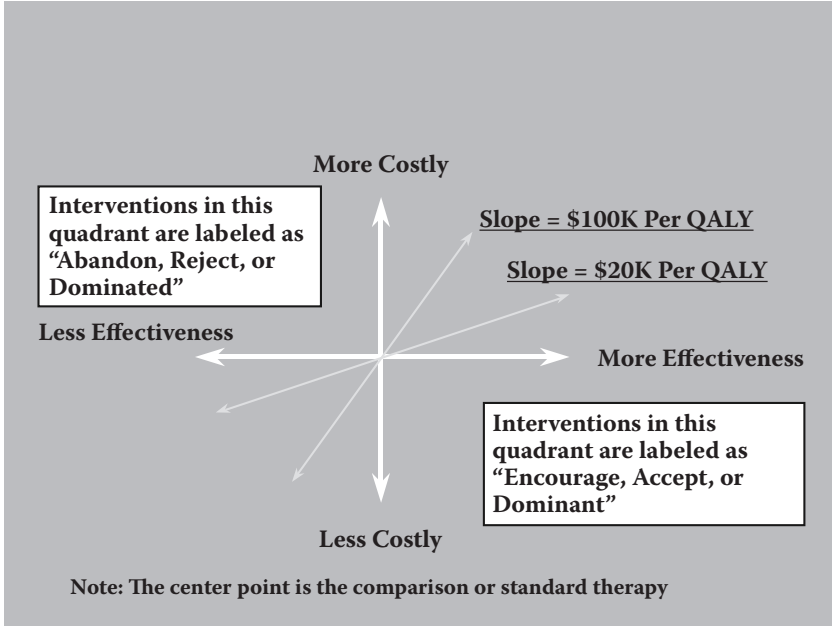 More Costly
Interventions in this
quadrant are labeled as
“Abandon, Reject, or
Dominated”
Slope = $100K Per QALY
Slope = $20K Per QALY
Less Effectiveness
More Effectiveness
Interventions in this
quadrant are labeled as
“Encourage, Accept, or
Dominant”
Less Costly
Note: The center point is the comparison or standard therapy